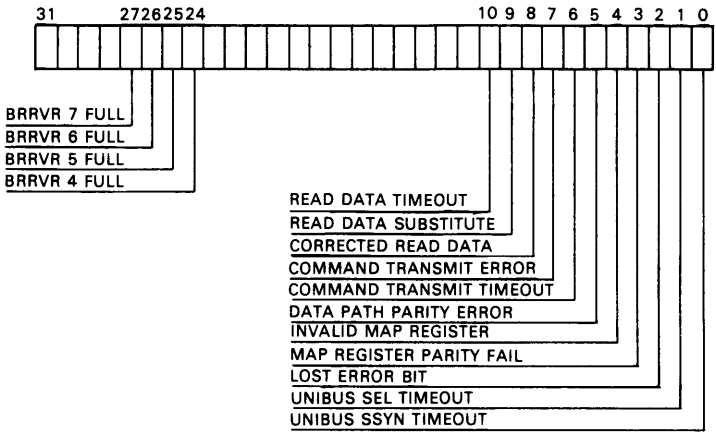 31 27 26 25 24 10 9 8 7 6 5 4 3 2 1 0
BRRVR 7 FULL
BRRVR 6 FULL
BRRVR 5 FULL
BRRVR 4 FULL
READ DATA TIMEOUT
READ DATA SUBSTITUTE
CORRECTED READ DATA
COMMAND TRANSMIT ERROR
COMMAND TRANSMIT TIMEOUT
DATA PATH PARITY ERROR
INVALID MAP REGISTER
MAP REGISTER PARITY FAIL
LOST ERROR BIT
UNIBUS SEL TIMEOUT
UNIBUS SSYN TIMEOUT